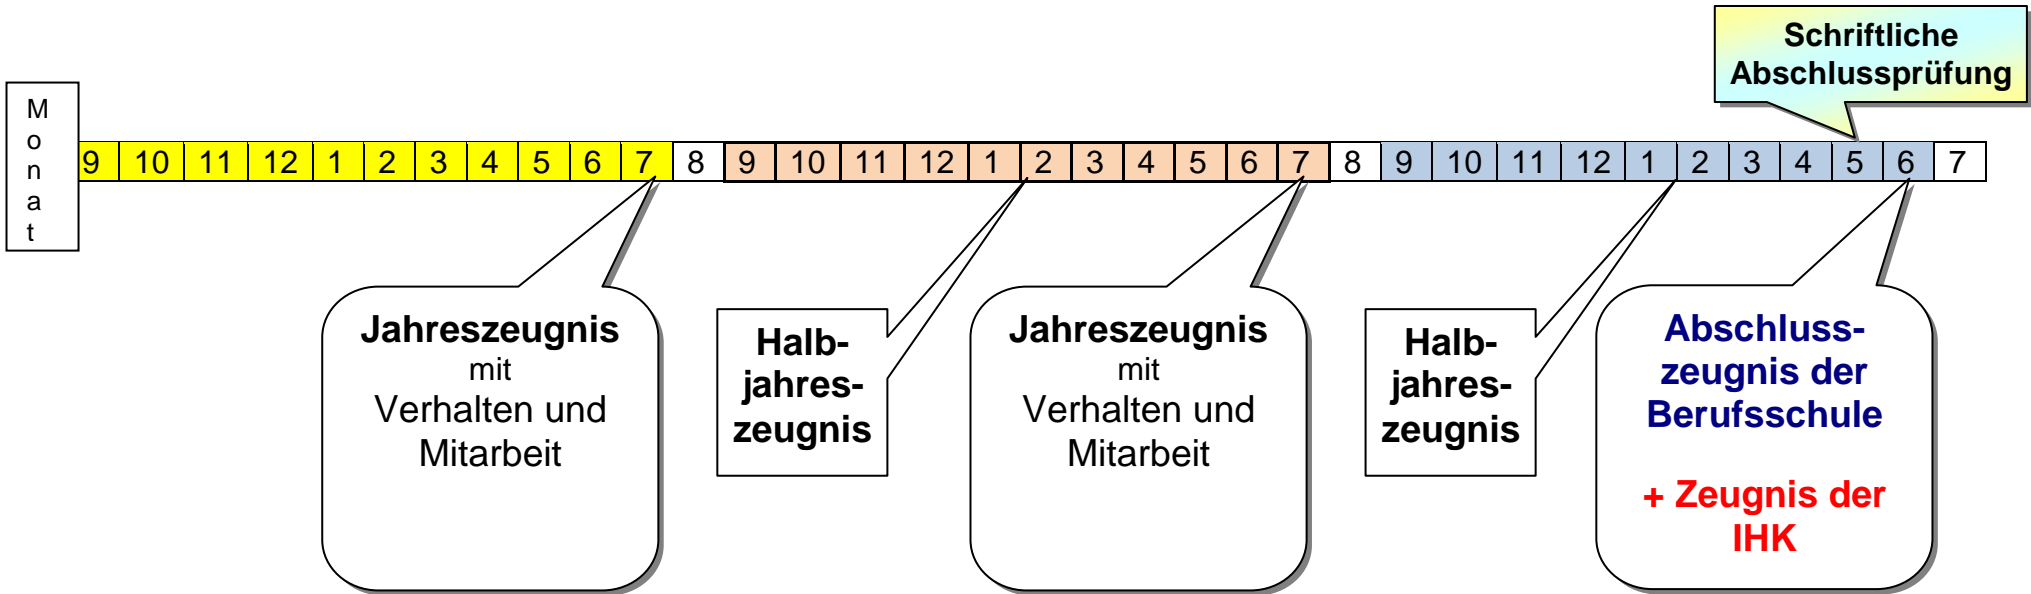 Schriftliche
Abschlussprüfung
Monat
9 10 11 12 1 2 3 4 5 6 7 8 9 10 11 12 1 2 3 4 5 6 7 8 9 10 11 12 1 2 3 4 5 6 7
Jahreszeugnis
mit
Verhalten und
Mitarbeit
Halb-
jahres-
zeugnis
Jahreszeugnis
mit
Verhalten und
Mitarbeit
Halb-
jahres-
zeugnis
Abschluss-
zeugnis der
Berufsschule
+ Zeugnis der
IHK